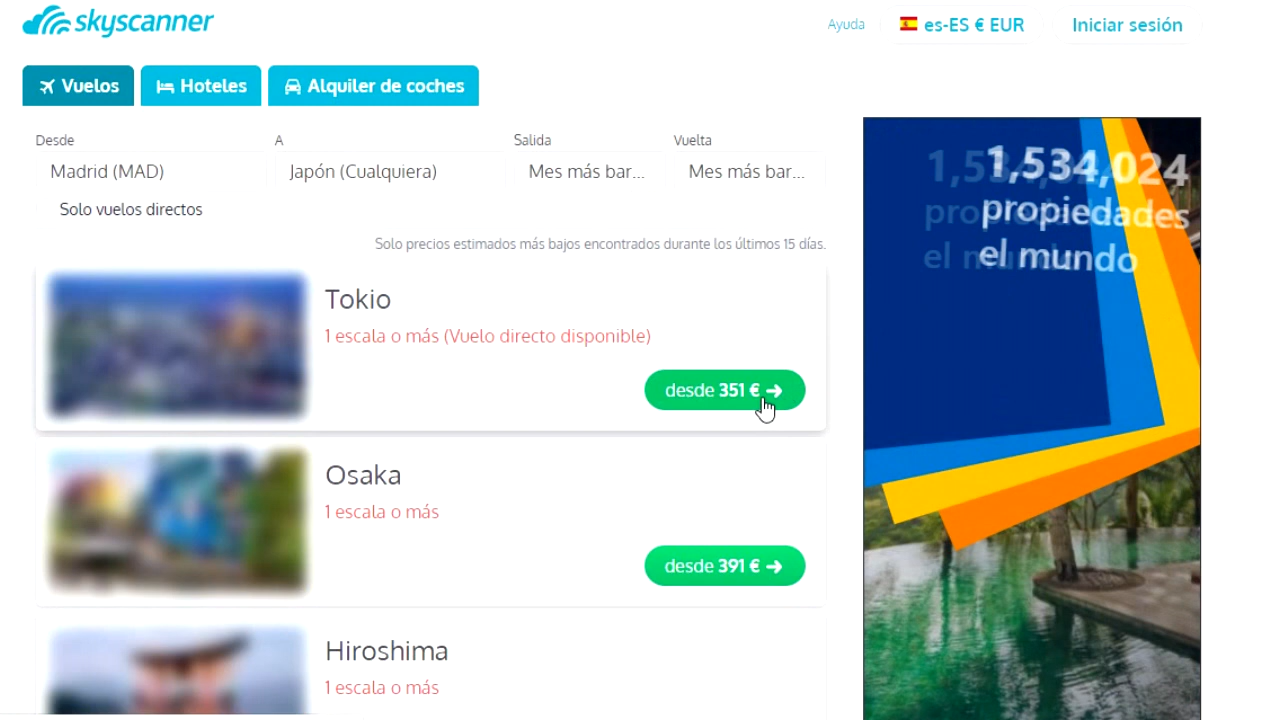 skyscanner
Ayuda
es-ES € EUR
Iniciar sesión
Vuelos
Hoteles
Alquiler de coches
Desde
A
Salida
Vuelta
Madrid (MAD)
Japón (Cualquiera)
Mes más bar...
Mes más bar...
Solo vuelos directos
Solo precios estimados más bajos encontrados durante los últimos 15 días.
Tokio
1 escala o más (Vuelo directo disponible)
desde 351 € →
Osaka
1 escala o más
desde 391 € →
Hiroshima
1 escala o más
1,534,024
propiedades
el mundo